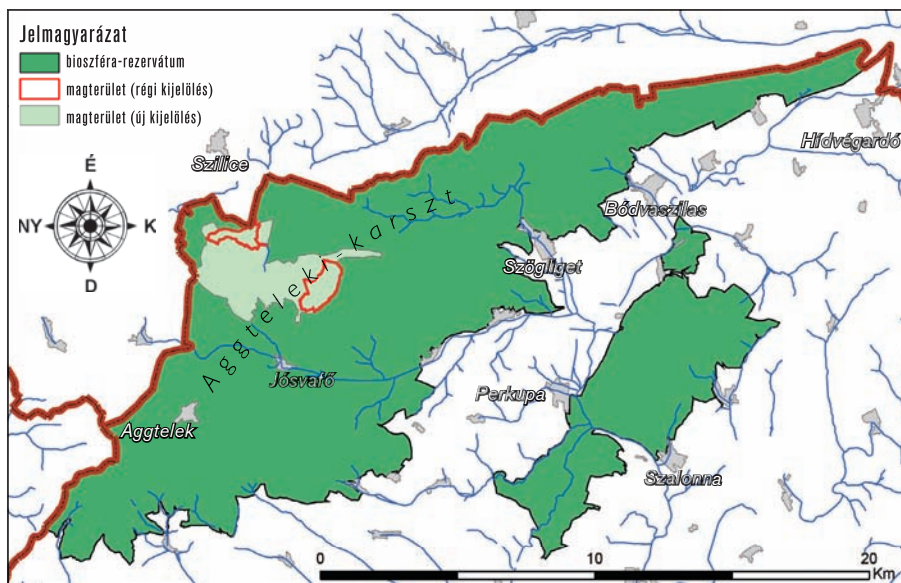 Jelmagyarázat
bioszféra-rezervátum
magterület (régi kijelölés)
magterület (új kijelölés)
É
NY
K
D
Szilice
Hídvégardó
Bódvaszilas
Szögliget
Aggteleki-karszt
Jósvafő
Perkupa
Aggtelek
Szalonna
0
10
20
Km